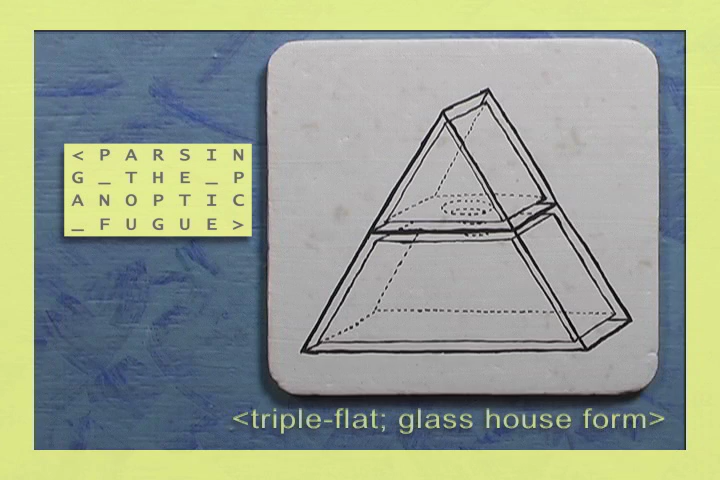 < P A R S I N
G _ T H E _ P
A N O P T I C
_ F U G U E >
<triple-flat; glass house form>